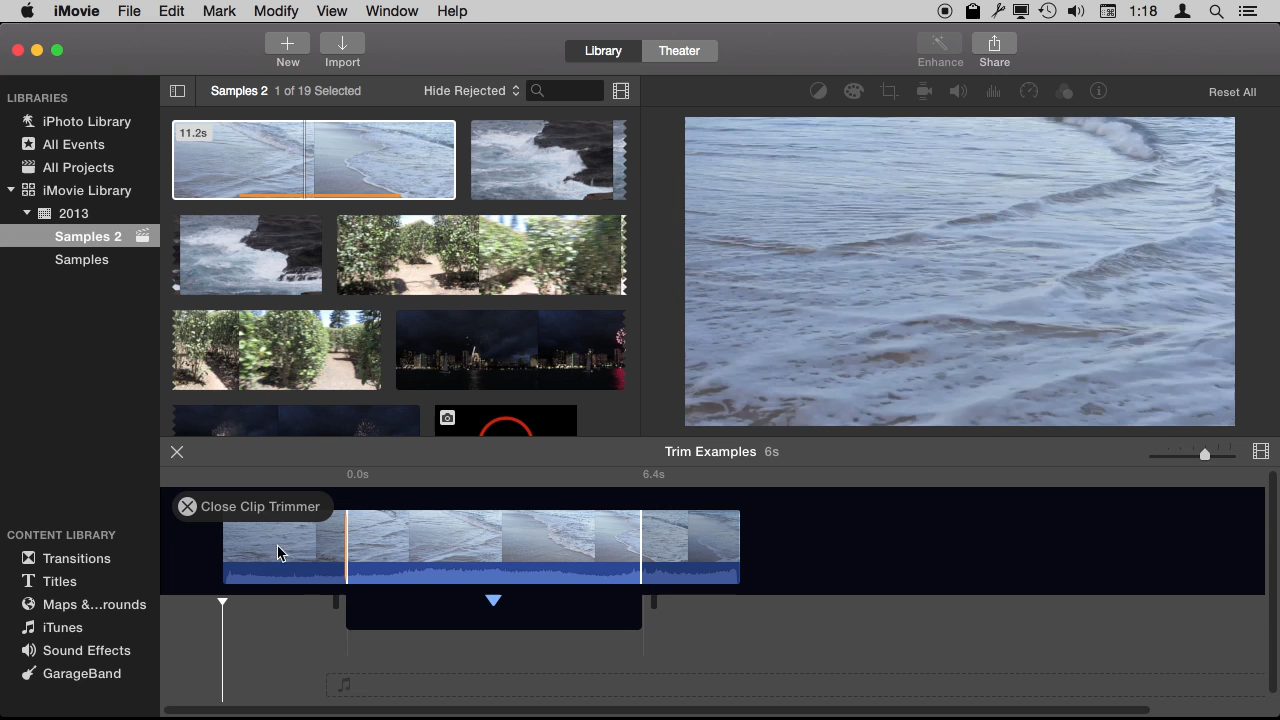 iMovie File Edit Mark Modify View Window Help 1:18
New Import Library Theater Enhance Share
LIBRARIES
iPhoto Library
All Events
All Projects
iMovie Library
2013
Samples 2
Samples
Samples 2 1 of 19 Selected Hide Rejected
Reset All
11.2s
Trim Examples 6s
0.0s 6.4s
Close Clip Trimmer
CONTENT LIBRARY
Transitions
T Titles
Maps &...rounds
iTunes
Sound Effects
GarageBand